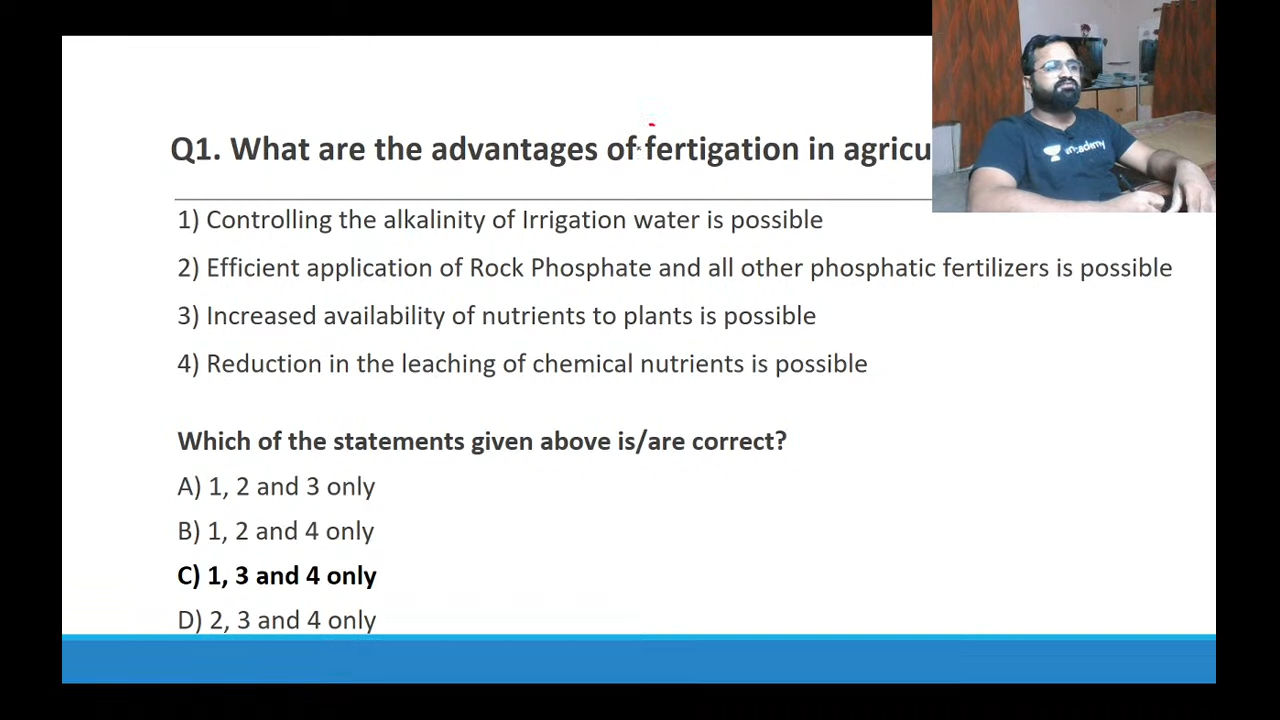 Q1. What are the advantages of fertigation in agricu
1) Controlling the alkalinity of Irrigation water is possible
2) Efficient application of Rock Phosphate and all other phosphatic fertilizers is possible
3) Increased availability of nutrients to plants is possible
4) Reduction in the leaching of chemical nutrients is possible
Which of the statements given above is/are correct?
A) 1, 2 and 3 only
B) 1, 2 and 4 only
C) 1, 3 and 4 only
D) 2, 3 and 4 only